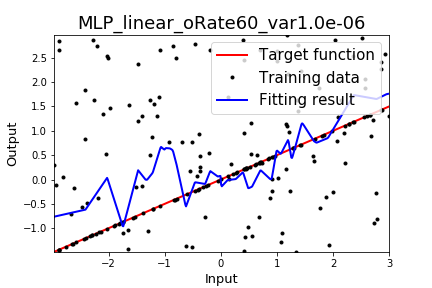 MLP_linear_oRate60_var1.0e-06
Target function
Training data
Fitting result
Output
2.5
2.0
1.5
1.0
0.5
0.0
−0.5
−1.0
−2 −1 0 1 2 3
Input